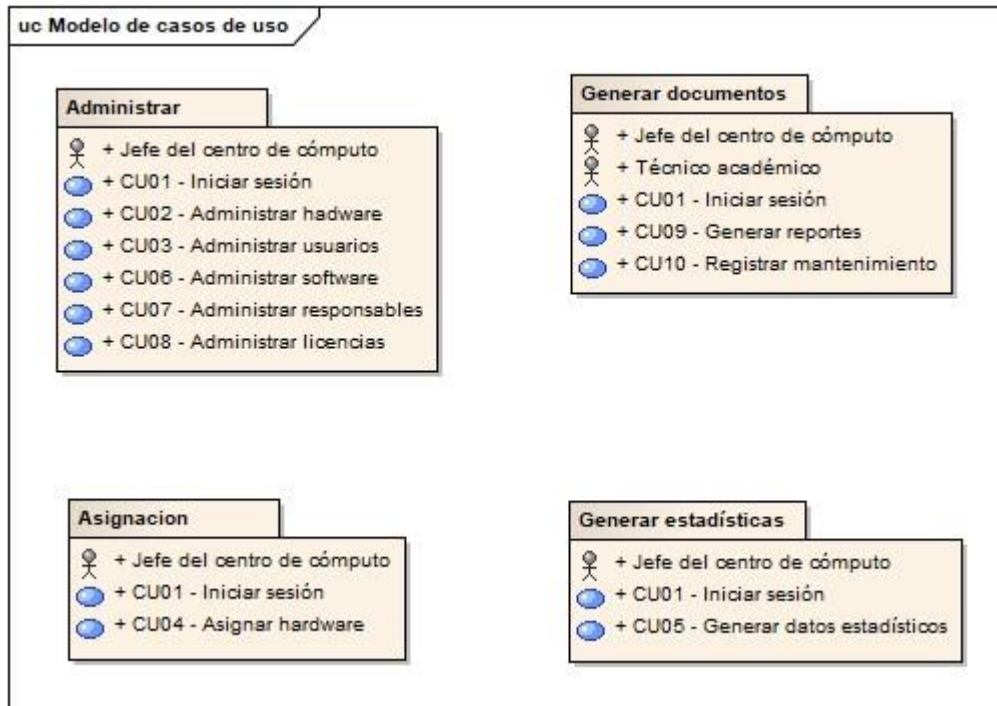 uc Modelo de casos de uso
Administrar
+ Jefe del centro de cómputo
+ CU01 - Iniciar sesión
+ CU02 - Administrar hadware
+ CU03 - Administrar usuarios
+ CU06 - Administrar software
+ CU07 - Administrar responsables
+ CU08 - Administrar licencias
Generar documentos
+ Jefe del centro de cómputo
+ Técnico académico
+ CU01 - Iniciar sesión
+ CU09 - Generar reportes
+ CU10 - Registrar mantenimiento
Asignacion
+ Jefe del centro de cómputo
+ CU01 - Iniciar sesión
+ CU04 - Asignar hardware
Generar estadísticas
+ Jefe del centro de cómputo
+ CU01 - Iniciar sesión
+ CU05 - Generar datos estadísticos